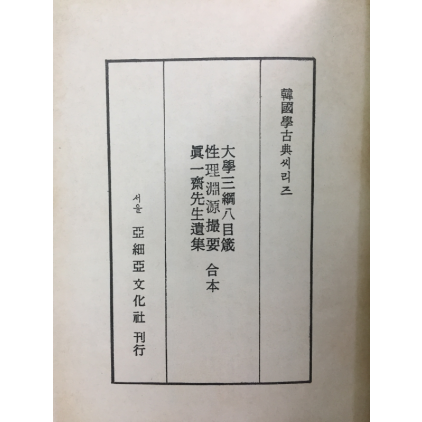 韓國學古典씨리즈
大學三綱八目箴
性理淵源撮要 合本
眞一齋先生遺集
서울 亞細亞文化社 刊行